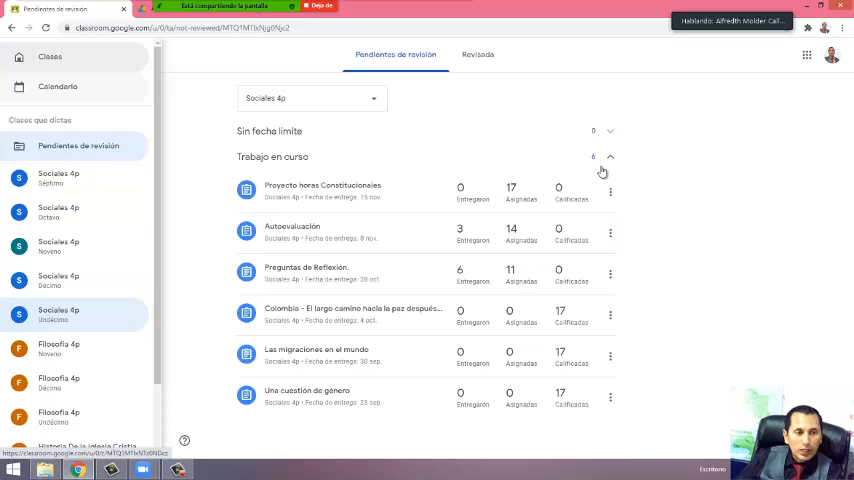 Pendientes de revisión
Está compartiendo la pantalla
Deja de
classroom.google.com/u/0/ta/not-reviewed/MTQ1MTIxNjg0Njc2
Hablando: Alfredth Molder Cali...
Clases
Calendario
Clases que dictas
Pendientes de revisión
Sociales 4p
Séptimo
Sociales 4p
Octavo
Sociales 4p
Noveno
Sociales 4p
Decimo
Sociales 4p
Undécimo
Filosofia 4p
Noveno
Filosofia 4p
Décimo
Filosofia 4p
Undécimo
Historia De la Iglesia Cristia
Pendientes de revisión
Revisada
Sociales 4p
Sin fecha límite
0
Trabajo en curso
6
Proyecto horas Constitucionales
Sociales 4p • Fecha de entrega: 15 nov.
0 17 0
Entregaron Asignadas Calificadas
Autoevaluación
Sociales 4p • Fecha de entrega: 8 nov.
3 14 0
Entregaron Asignadas Calificadas
Preguntas de Reflexión.
Sociales 4p • Fecha de entrega: 28 oct.
6 11 0
Entregaron Asignadas Calificadas
Colombia - El largo camino hacia la paz después...
Sociales 4p • Fecha de entrega: 4 oct.
0 0 17
Entregaron Asignadas Calificadas
Las migraciones en el mundo
Sociales 4p • Fecha de entrega: 30 sep.
0 0 17
Entregaron Asignadas Calificadas
Una cuestión de género
Sociales 4p • Fecha de entrega: 23 sep.
0 0 17
Entregaron Asignadas Calificadas
Escritorio